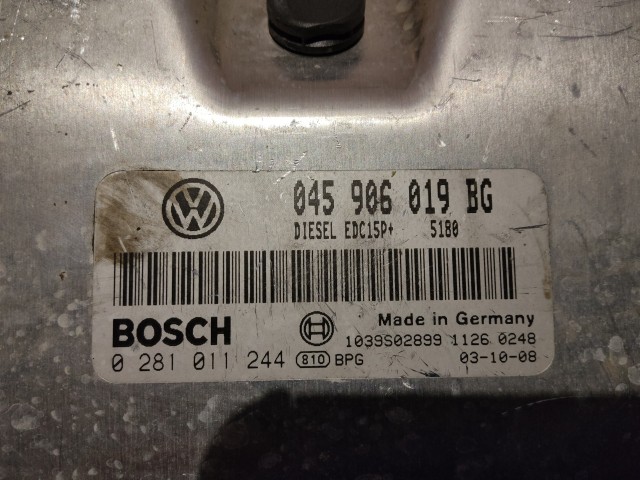 045 906 019 BG
DIESEL EDC15P+ 5180
BOSCH Made in Germany
1039S02899 1126 0248
0 281 011 244 810 BPG 03-10-08